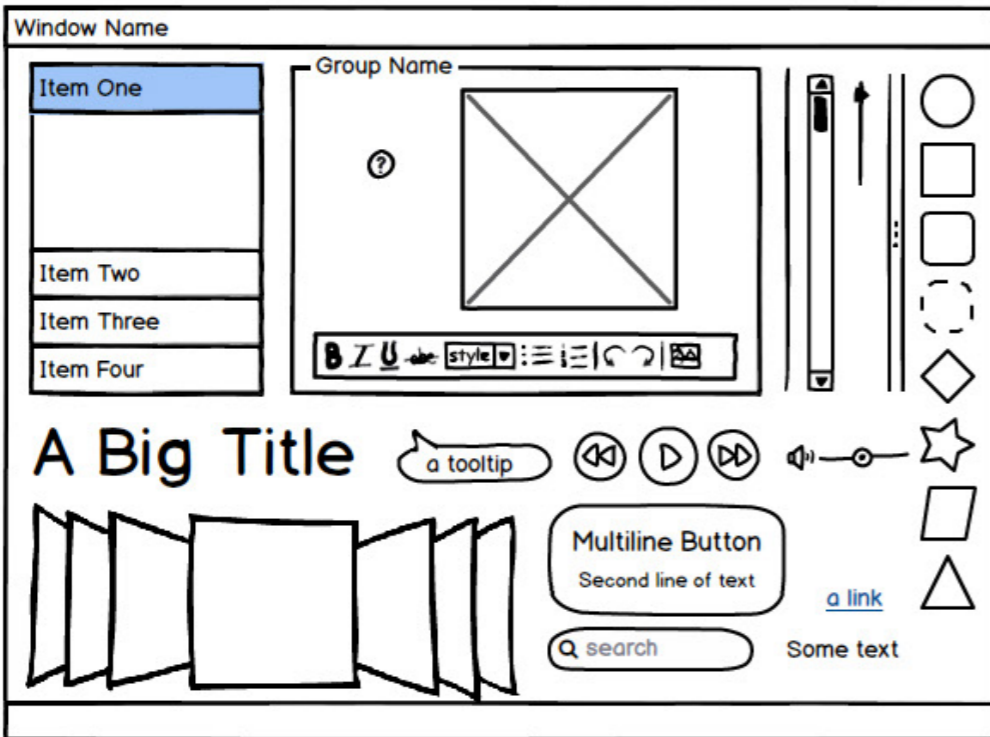 Window Name
Item One
Item Two
Item Three
Item Four
Group Name
?
B I U abc style
A Big Title
a tooltip
Multiline Button
Second line of text
search
a link
Some text